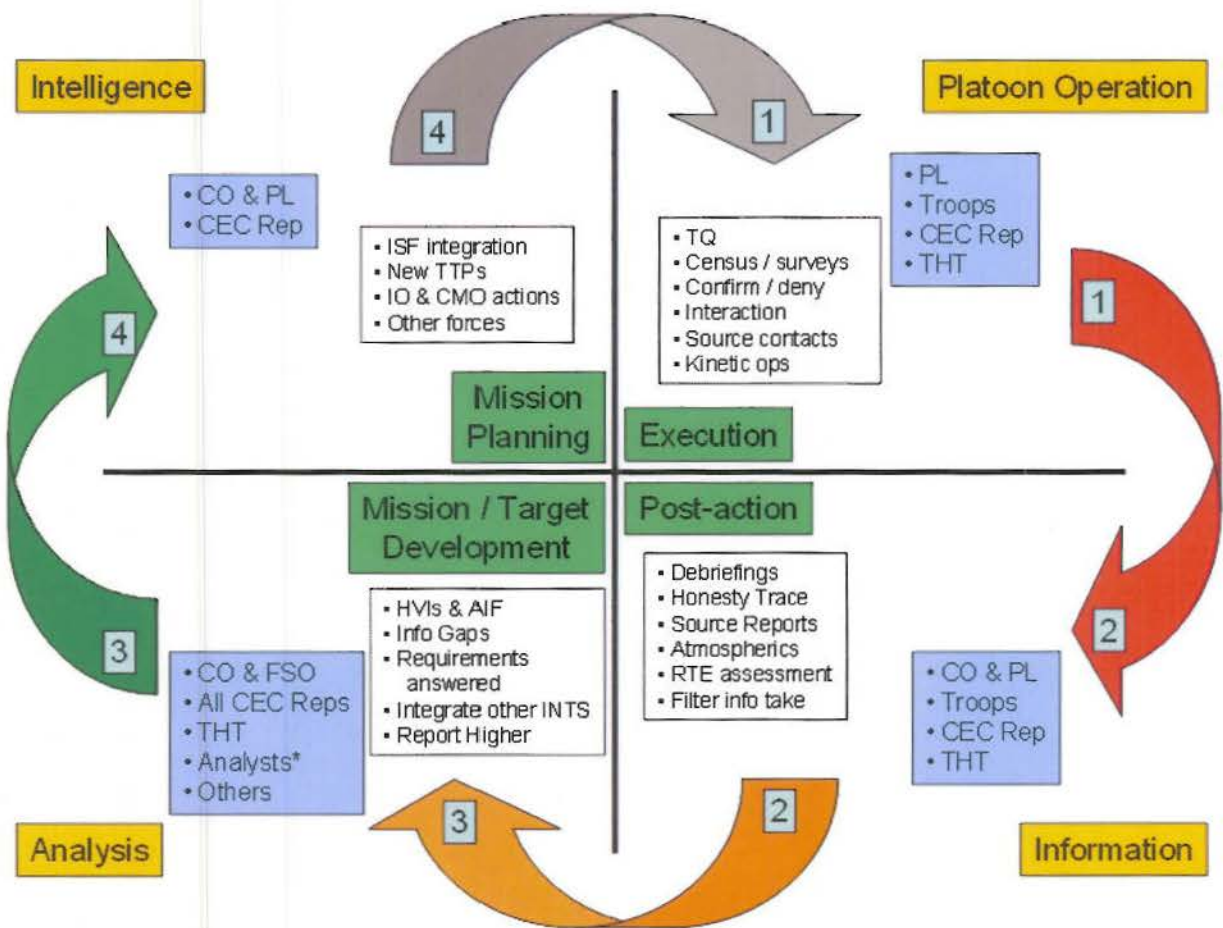 Intelligence
Platoon Operation
4
1
• CO & PL
• CEC Rep
▪ ISF integration
▪ New TTPs
▪ IO & CMO actions
▪ Other forces
▪ TQ
▪ Census / surveys
▪ Confirm / deny
▪ Interaction
▪ Source contacts
▪ Kinetic ops
• PL
• Troops
• CEC Rep
• THT
4
1
Mission
Planning
Execution
Mission / Target
Development
Post-action
3
2
▪ HVIs & AIF
▪ Info Gaps
▪ Requirements
answered
▪ Integrate other INTS
▪ Report Higher
▪ Debriefings
▪ Honesty Trace
▪ Source Reports
▪ Atmospherics
▪ RTE assessment
▪ Filter info take
• CO & FSO
• All CEC Reps
• THT
• Analysts*
• Others
• CO & PL
• Troops
• CEC Rep
• THT
3
2
Analysis
Information